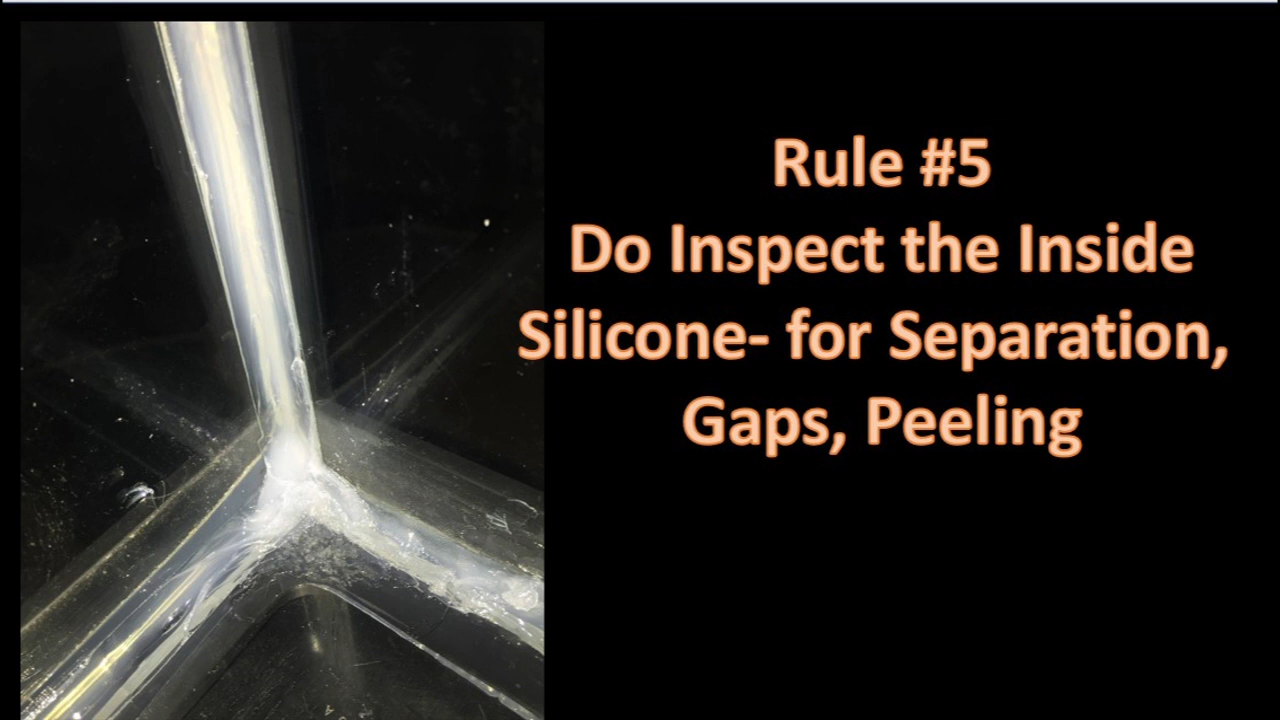 Rule #5
Do Inspect the Inside
Silicone- for Separation,
Gaps, Peeling